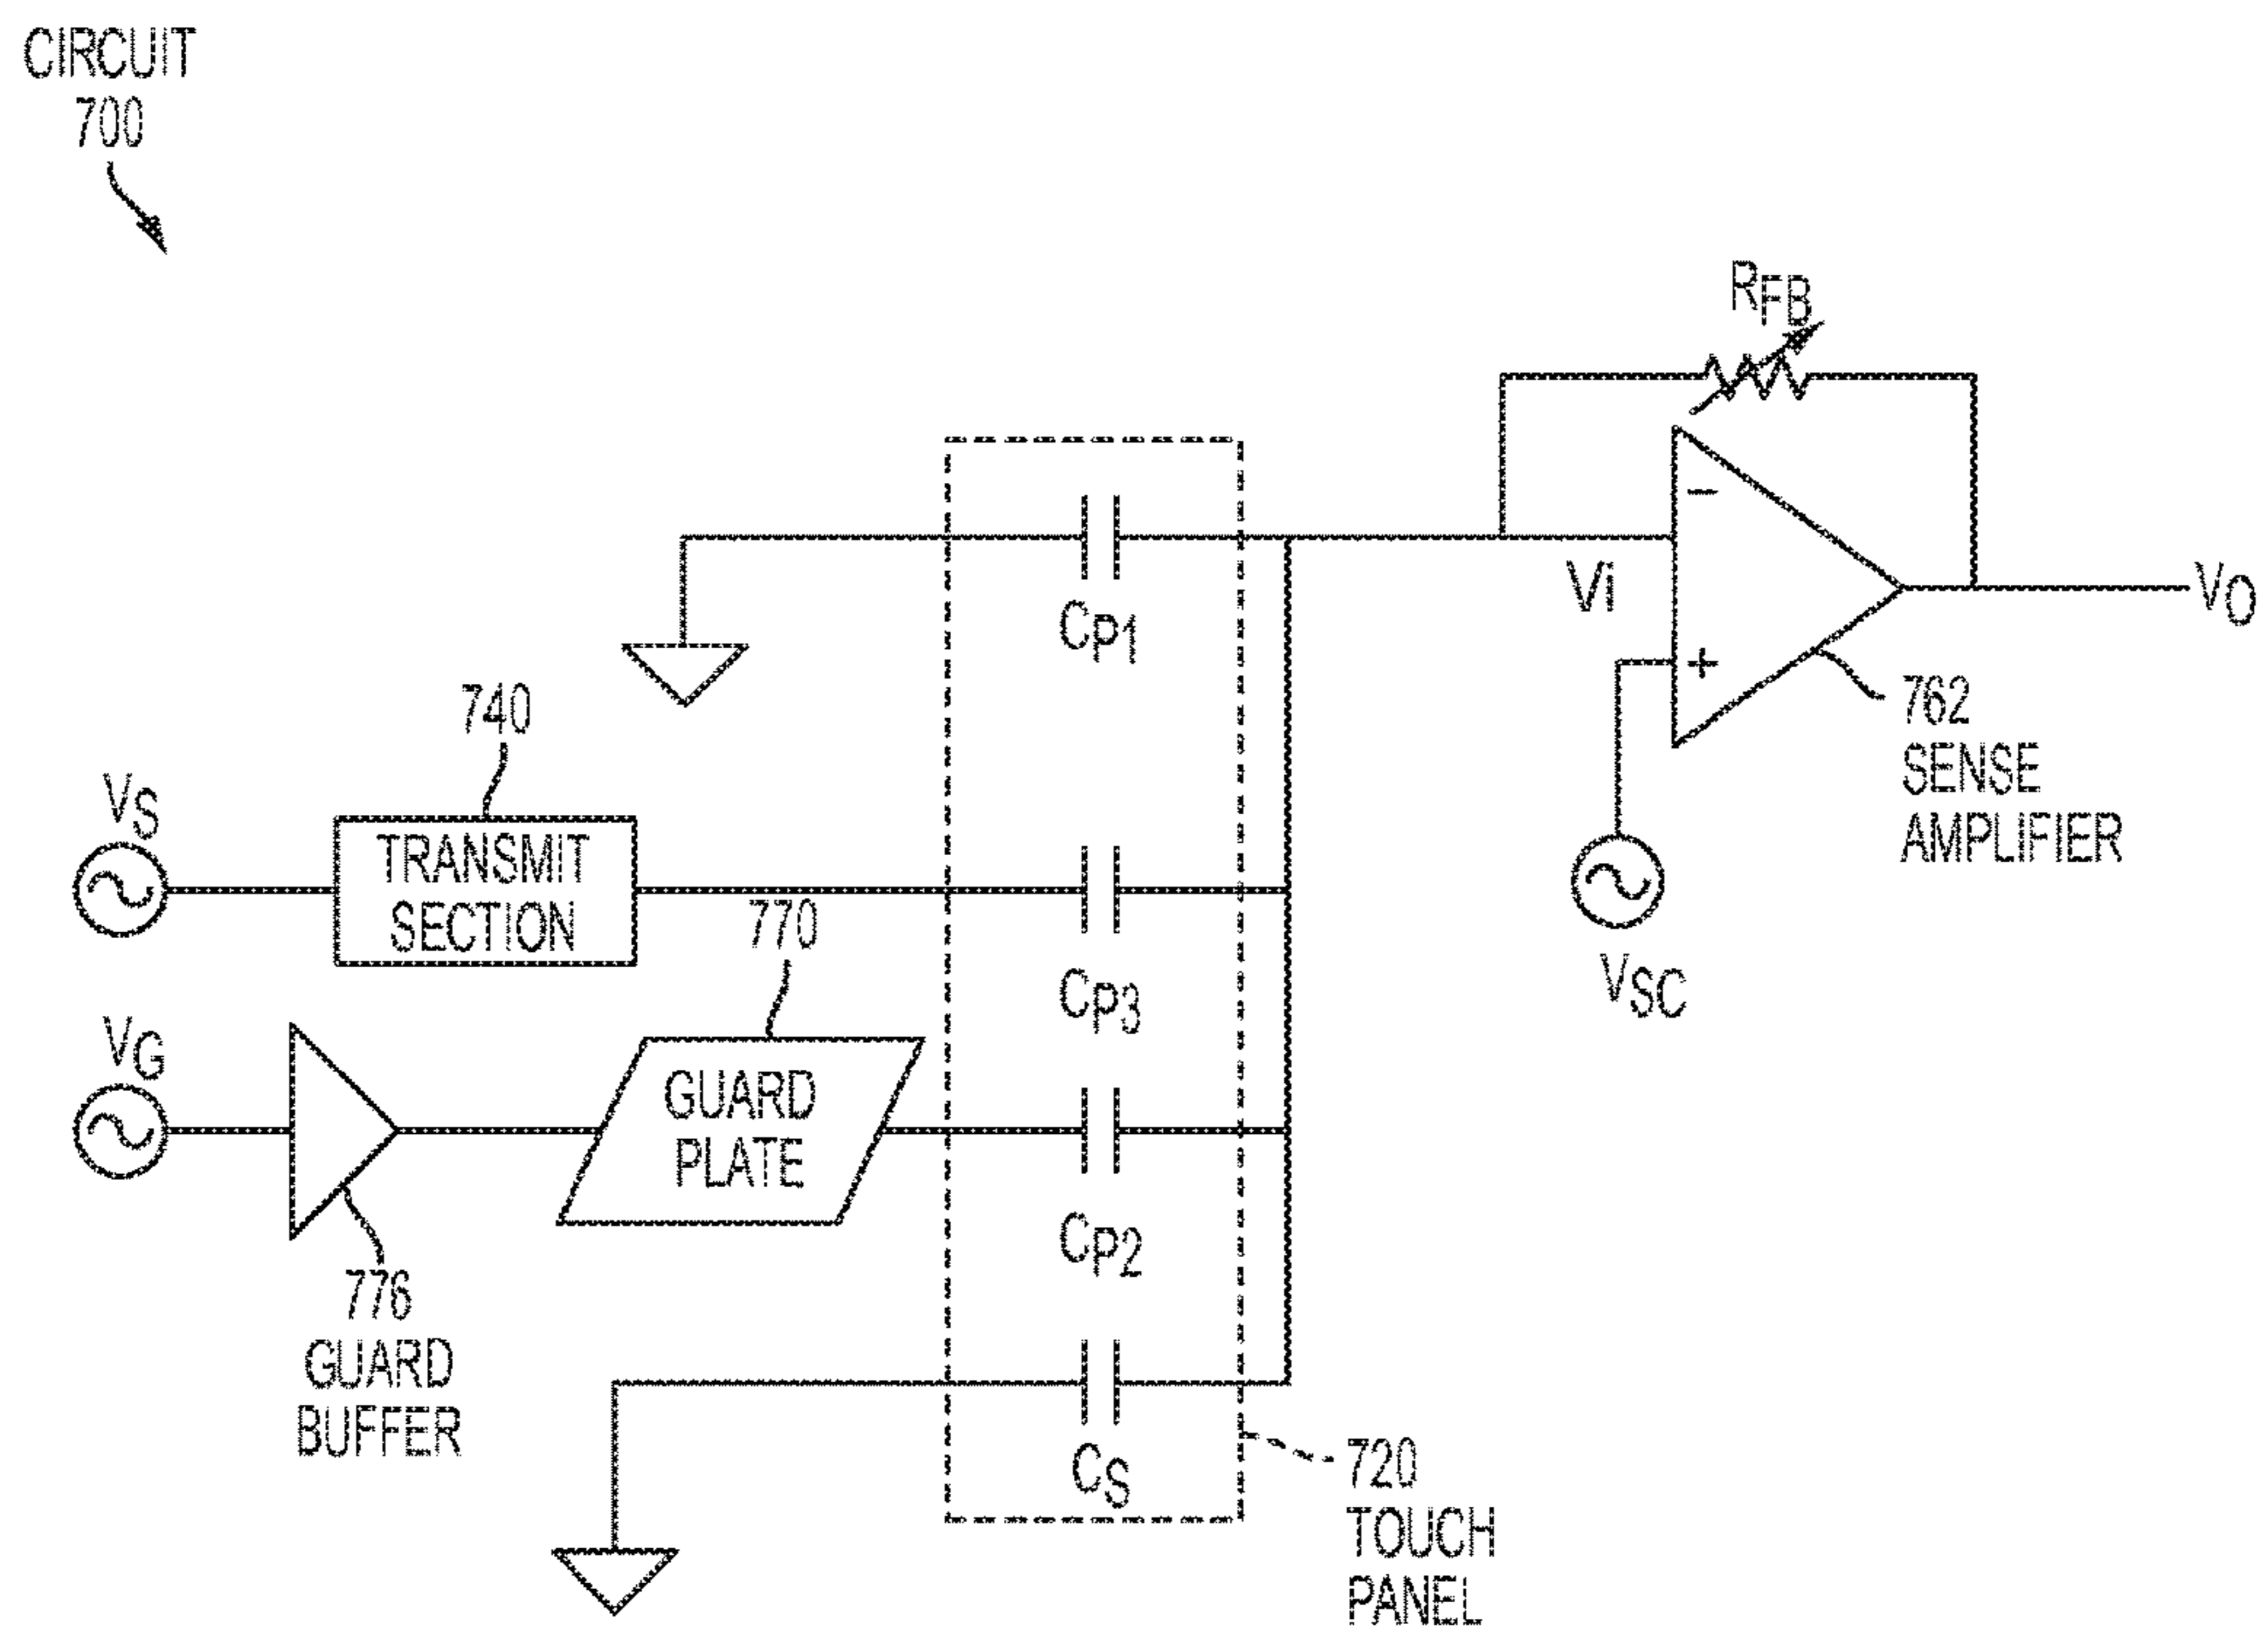 CIRCUIT
700
RFB
−
Vi
+
VO
CP1
762
SENSE
AMPLIFIER
740
VS
TRANSMIT
SECTION
770
CP3
VSC
VG
GUARD
PLATE
CP2
776
GUARD
BUFFER
CS
720
TOUCH
PANEL